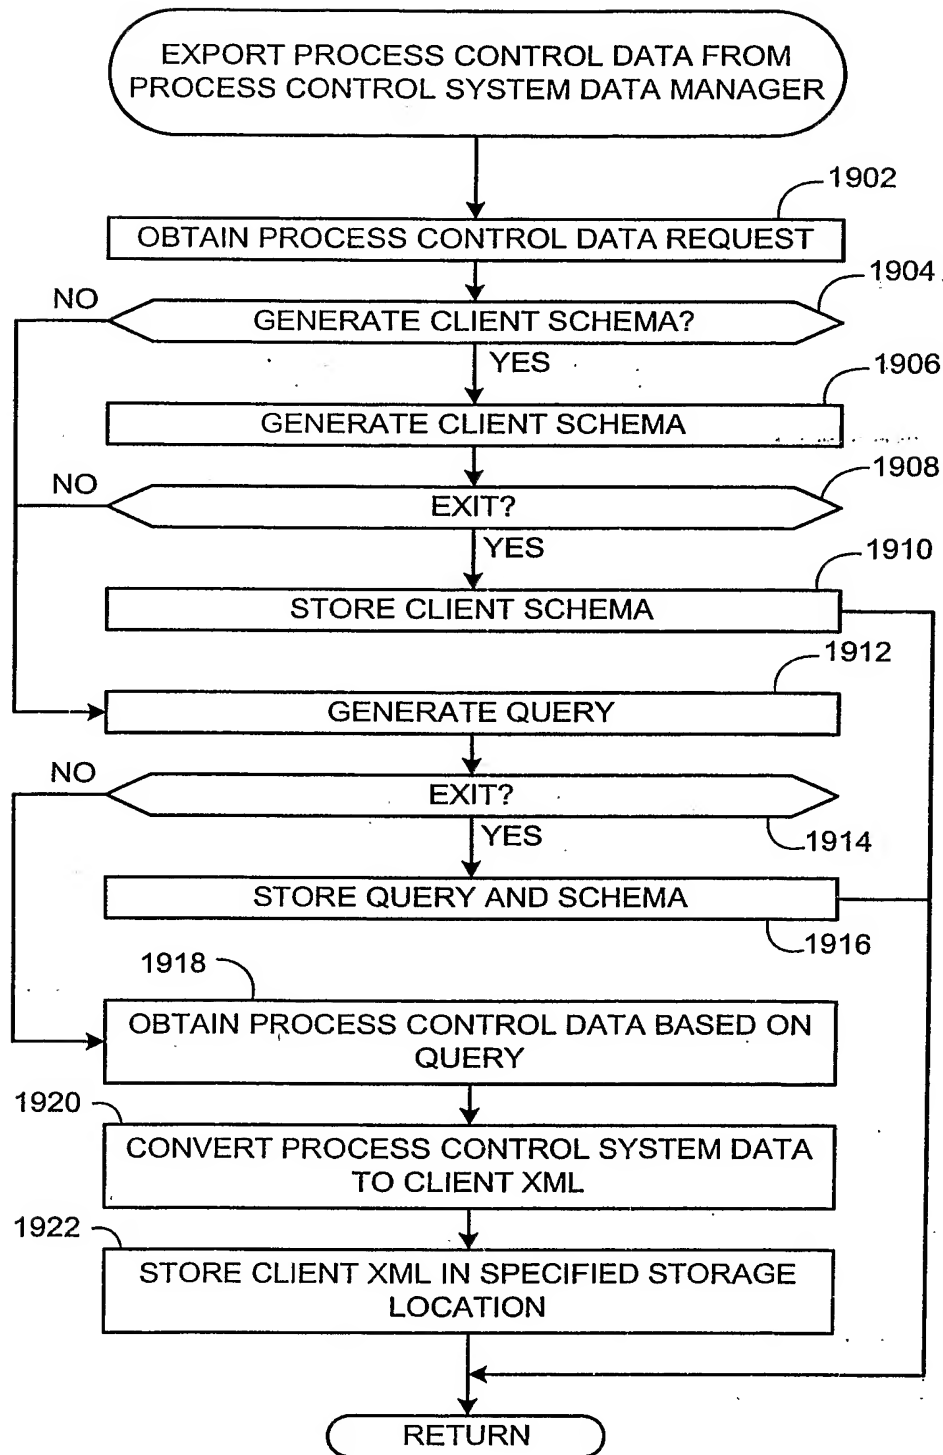 EXPORT PROCESS CONTROL DATA FROM
PROCESS CONTROL SYSTEM DATA MANAGER
1902
OBTAIN PROCESS CONTROL DATA REQUEST
1904
NO
GENERATE CLIENT SCHEMA?
YES
1906
GENERATE CLIENT SCHEMA
1908
NO
EXIT?
YES
1910
STORE CLIENT SCHEMA
1912
GENERATE QUERY
NO
EXIT?
YES
1914
STORE QUERY AND SCHEMA
1916
1918
OBTAIN PROCESS CONTROL DATA BASED ON
QUERY
1920
CONVERT PROCESS CONTROL SYSTEM DATA
TO CLIENT XML
1922
STORE CLIENT XML IN SPECIFIED STORAGE
LOCATION
RETURN